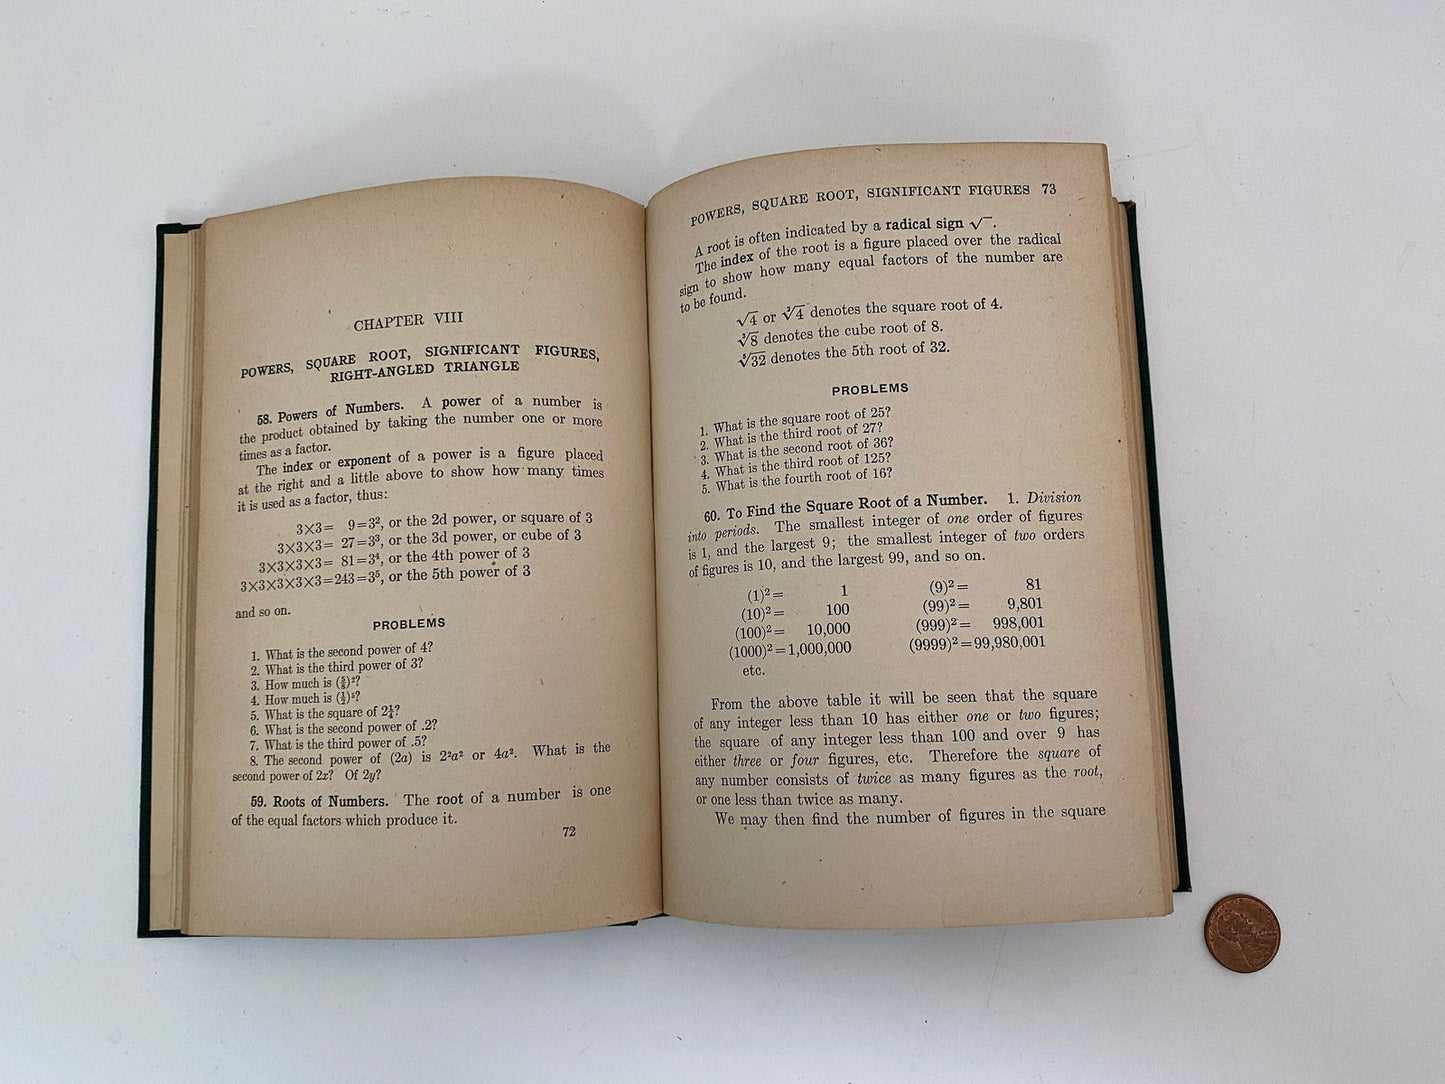 CHAPTER VIII
POWERS, SQUARE ROOT, SIGNIFICANT FIGURES,
RIGHT-ANGLED TRIANGLE
58. Powers of Numbers. A power of a number is
the product obtained by taking the number one or more
times as a factor.
The index or exponent of a power is a figure placed
at the right and a little above to show how many times
it is used as a factor, thus:
3×3= 9=3², or the 2d power, or square of 3
3×3×3= 27=3³, or the 3d power, or cube of 3
3×3×3×3= 81=3⁴, or the 4th power of 3
3×3×3×3×3=243=3⁵, or the 5th power of 3
and so on.
PROBLEMS
1. What is the second power of 4?
2. What is the third power of 3?
3. How much is
4. How much is
5. What is the square of 2¼?
6. What is the second power of .2?
7. What is the third power of .5?
8. The second power of (2a) is 2²a² or 4a². What is the
second power of 2x? Of 2y?
59. Roots of Numbers. The root of a number is one
of the equal factors which produce it.
72
POWERS, SQUARE ROOT, SIGNIFICANT FIGURES 73
A root is often indicated by a radical sign √‾.
The index of the root is a figure placed over the radical
sign to show how many equal factors of the number are
to be found.
√4 or ²√4 denotes the square root of 4.
³√8 denotes the cube root of 8.
⁵√32 denotes the 5th root of 32.
PROBLEMS
1. What is the square root of 25?
2. What is the third root of 27?
3. What is the second root of 36?
4. What is the third root of 125?
5. What is the fourth root of 16?
60. To Find the Square Root of a Number. 1. Division
into periods. The smallest integer of one order of figures
is 1, and the largest 9; the smallest integer of two orders
of figures is 10, and the largest 99, and so on.
(1)²= 1 (9)²= 81
(10)²= 100 (99)²= 9,801
(100)²= 10,000 (999)²= 998,001
(1000)²=1,000,000 (9999)²=99,980,001
etc.
From the above table it will be seen that the square
of any integer less than 10 has either one or two figures;
the square of any integer less than 100 and over 9 has
either three or four figures, etc. Therefore the square of
any number consists of twice as many figures as the root,
or one less than twice as many.
We may then find the number of figures in the square